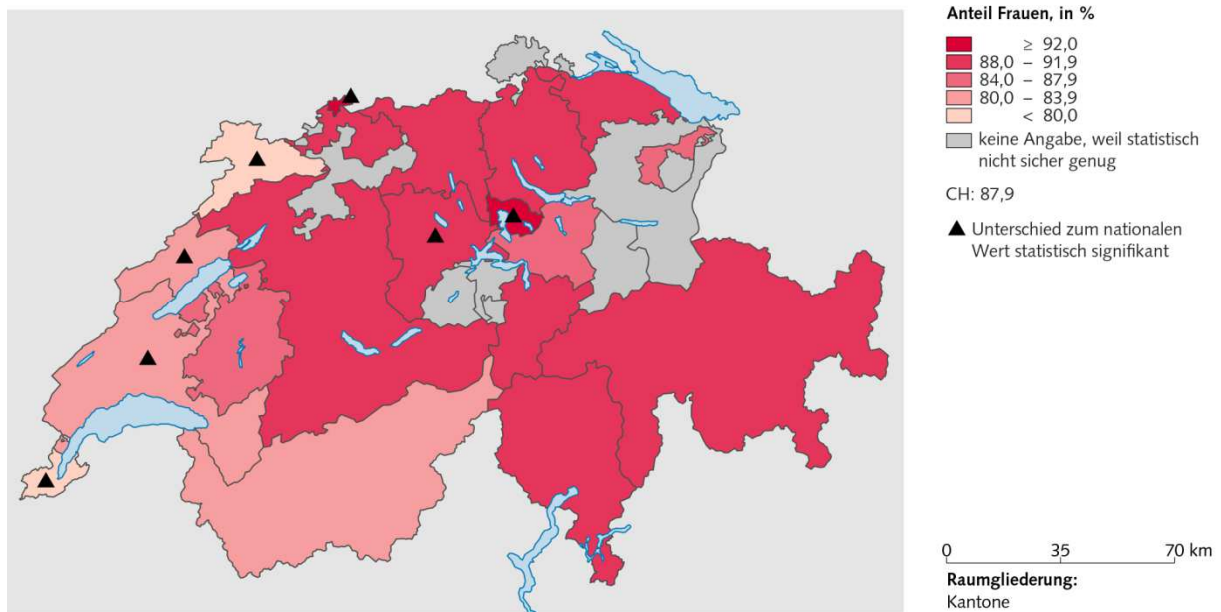 Anteil Frauen, in %
≥ 92,0
88,0 – 91,9
84,0 – 87,9
80,0 – 83,9
< 80,0
keine Angabe, weil statistisch
nicht sicher genug
CH: 87,9
Unterschied zum nationalen
Wert statistisch signifikant
0 35 70 km
Raumgliederung:
Kantone